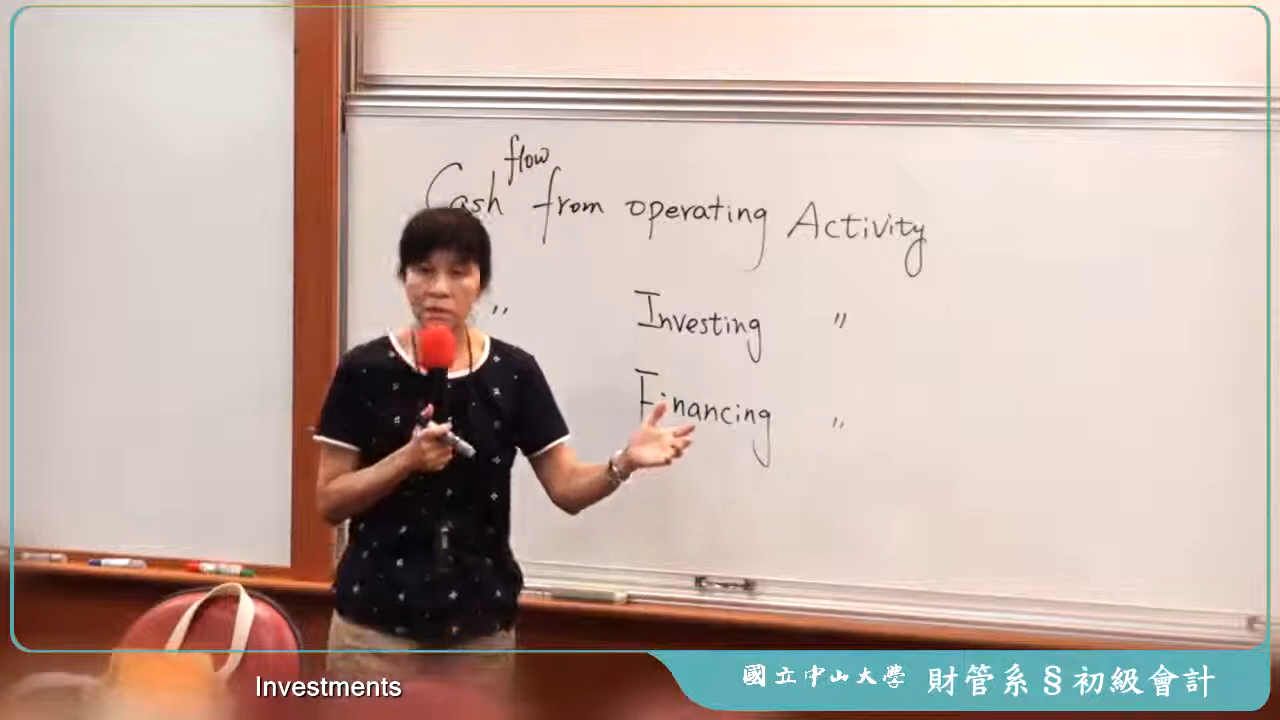 Cash flow from operating Activity
" Investing "
Financing "
Investments
國立中山大學 財管系§初級會計